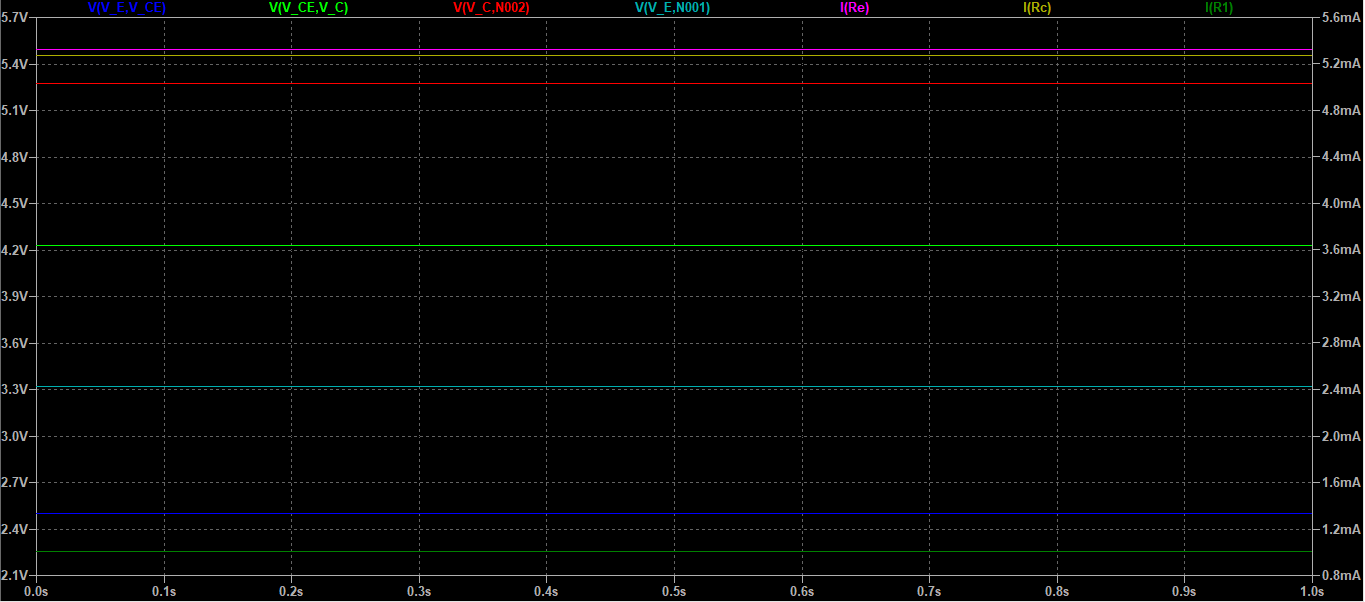 V(V_E,V_CE) V(V_CE,V_C) V(V_C,N002) V(V_E,N001) I(Re) I(Rc) I(R1)
5.7V 5.6mA
5.4V 5.2mA
5.1V 4.8mA
4.8V 4.4mA
4.5V 4.0mA
4.2V 3.6mA
3.9V 3.2mA
3.6V 2.8mA
3.3V 2.4mA
3.0V 2.0mA
2.7V 1.6mA
2.4V 1.2mA
2.1V 0.8mA
0.0s 0.1s 0.2s 0.3s 0.4s 0.5s 0.6s 0.7s 0.8s 0.9s 1.0s